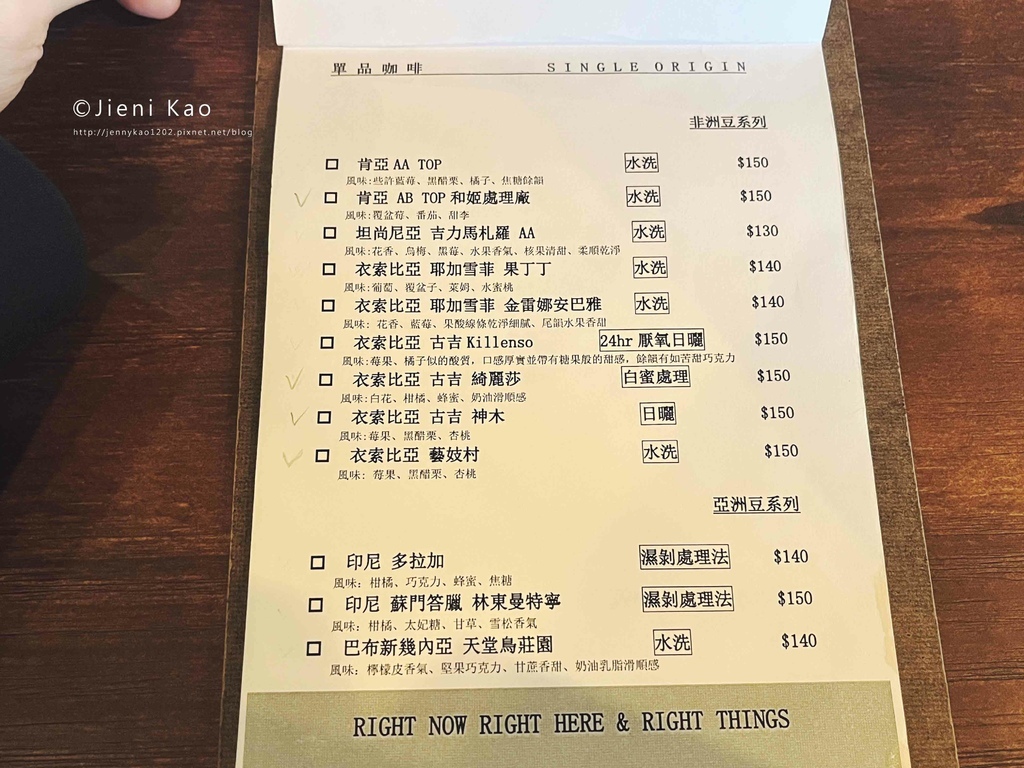 ©Jieni Kao
http://jennykao1202.pixnet.net/blog
單品咖啡 SINGLE ORIGIN
非洲豆系列
肯亞 AA TOP 水洗 $150
風味:些許藍莓、黑醋栗、橘子、焦糖餘韻
肯亞 AB TOP 和姬處理廠 水洗 $150
風味:覆盆莓、番茄、甜李
坦尚尼亞 吉力馬札羅 AA 水洗 $130
風味:花香、烏梅、黑莓、水果香氣、核果清甜、柔順乾淨
衣索比亞 耶加雪菲 果丁丁 水洗 $140
風味:葡萄、覆盆子、萊姆、水蜜桃
衣索比亞 耶加雪菲 金雷娜安巴雅 水洗 $140
風味: 花香、藍莓、果酸線條乾淨細膩、尾韻水果香甜
衣索比亞 古吉 Killenso 24hr 厭氧日曬 $150
風味:莓果、橘子似的酸質，口感厚實並帶有糖果般的甜感，餘韻有如苦甜巧克力
衣索比亞 古吉 綺麗莎 白蜜處理 $150
風味:白花、柑橘、蜂蜜、奶油滑順感
衣索比亞 古吉 神木 日曬 $150
風味:莓果、黑醋栗、杏桃
衣索比亞 藝妓村 水洗 $150
風味: 莓果、黑醋栗、杏桃
亞洲豆系列
印尼 多拉加 濕剝處理法 $140
風味: 柑橘、巧克力、蜂蜜、焦糖
印尼 蘇門答臘 林東曼特寧 濕剝處理法 $150
風味: 柑橘、太妃糖、甘草、雪松香氣
巴布新幾內亞 天堂鳥莊園 水洗 $140
風味: 檸檬皮香氣、堅果巧克力、甘蔗香甜、奶油乳脂滑順感
RIGHT NOW RIGHT HERE & RIGHT THINGS